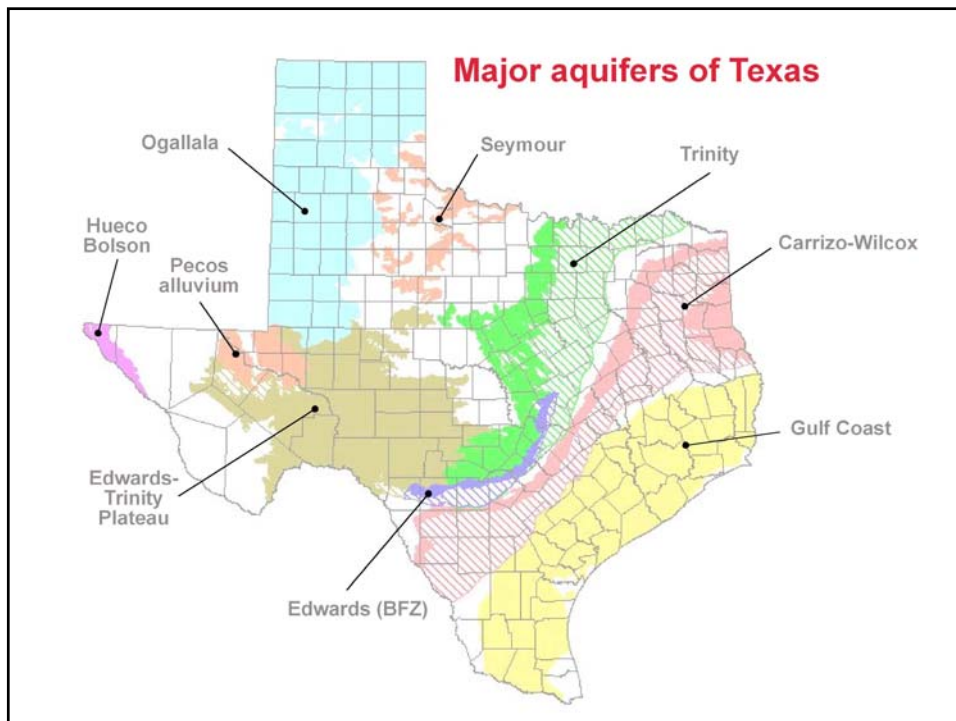 Major aquifers of Texas
Ogallala
Seymour
Trinity
Hueco
Bolson
Pecos
alluvium
Carrizo-Wilcox
Gulf Coast
Edwards-
Trinity
Plateau
Edwards (BFZ)